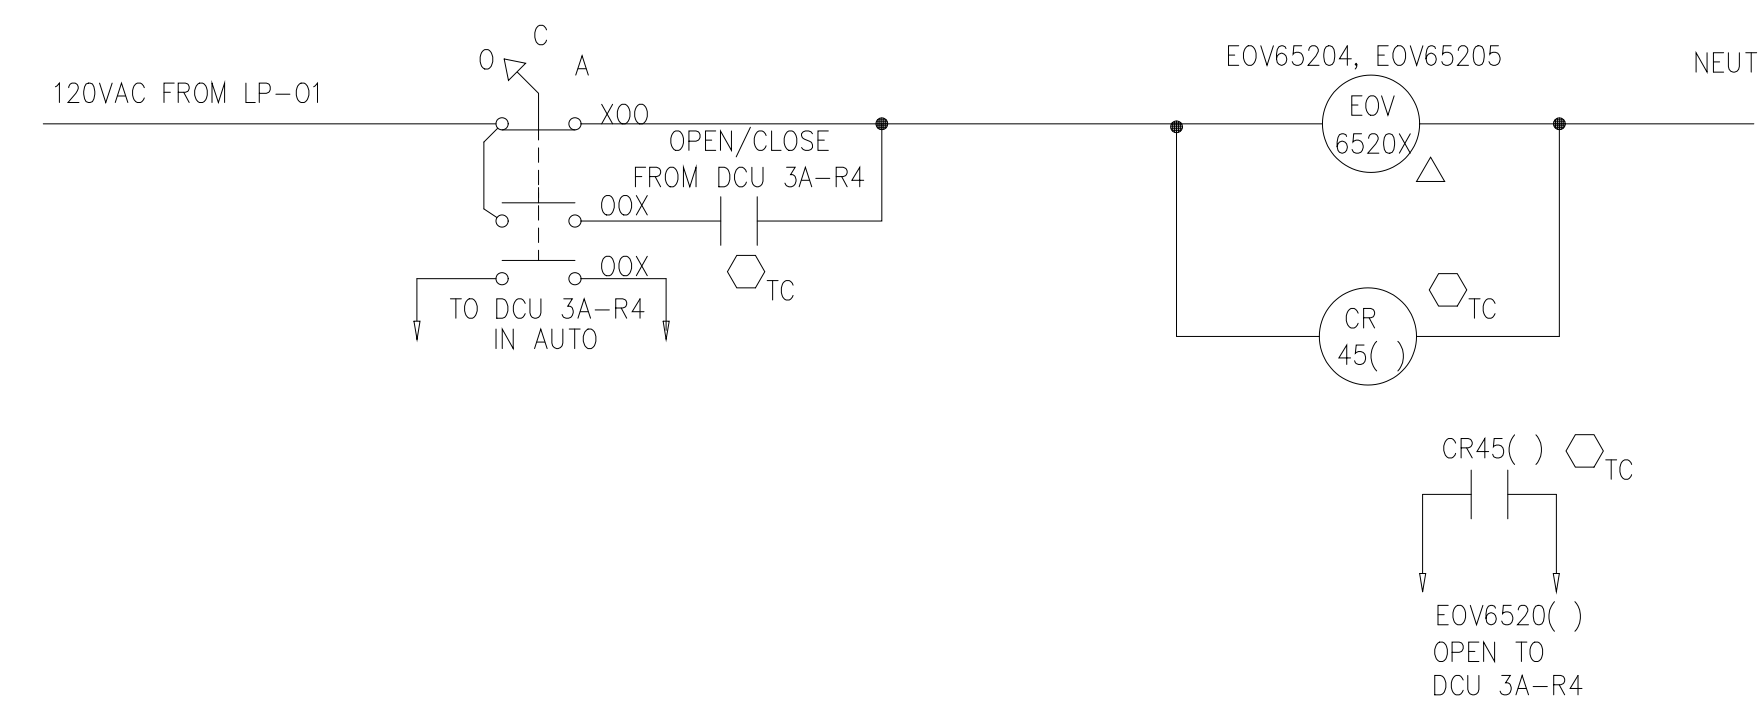 C
O
A
EOV65204, EOV65205
NEUT
120VAC FROM LP-01
XOO
EOV
6520X
OPEN/CLOSE
FROM DCU 3A-R4
OOX
OOX
TC
TO DCU 3A-R4
IN AUTO
TC
CR
45( )
CR45( )
TC
EOV6520( )
OPEN TO
DCU 3A-R4